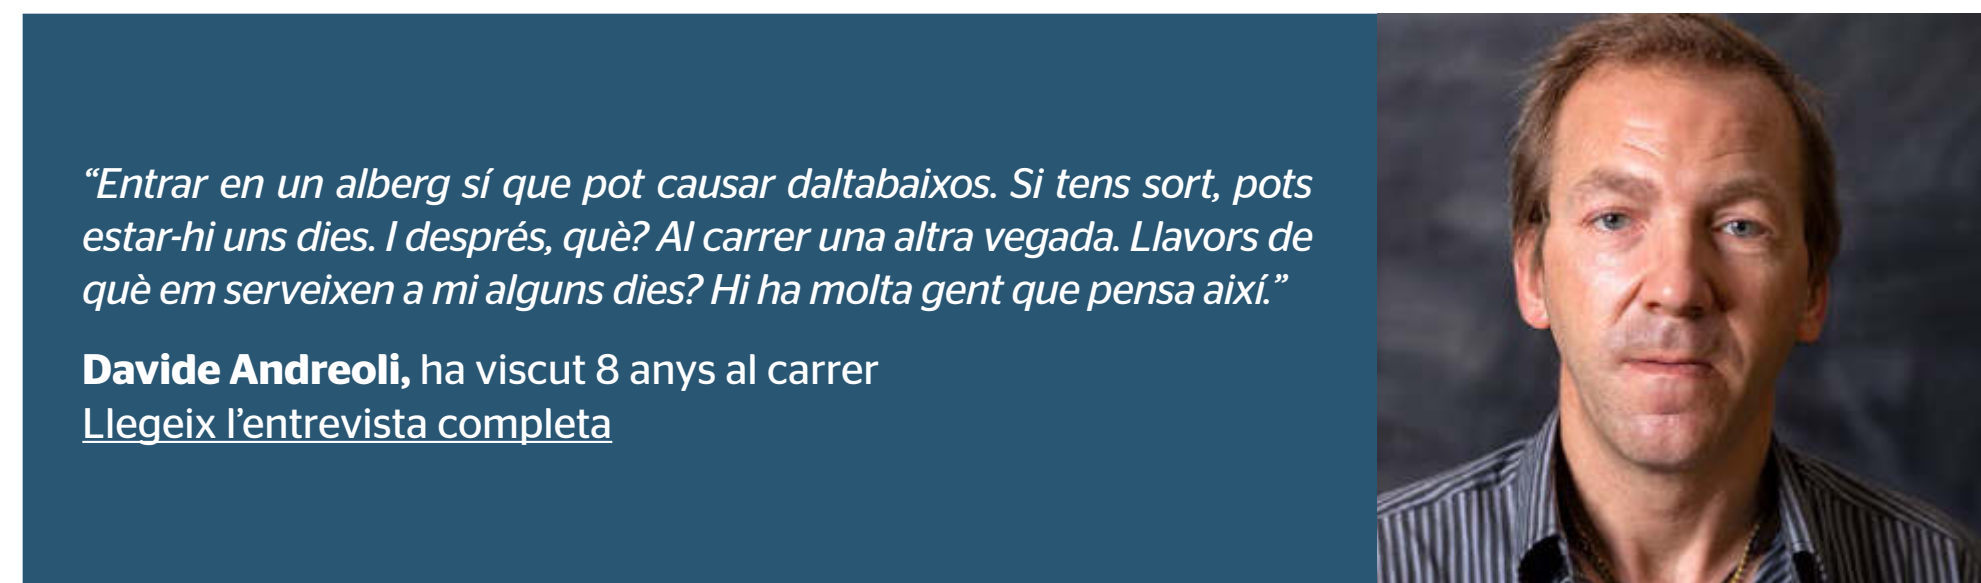 “Entrar en un alberg sí que pot causar daltabaixos. Si tens sort, pots
estar-hi uns dies. I després, què? Al carrer una altra vegada. Llavors de
què em serveixen a mi alguns dies? Hi ha molta gent que pensa així.”
Davide Andreoli, ha viscut 8 anys al carrer
Llegeix l’entrevista completa